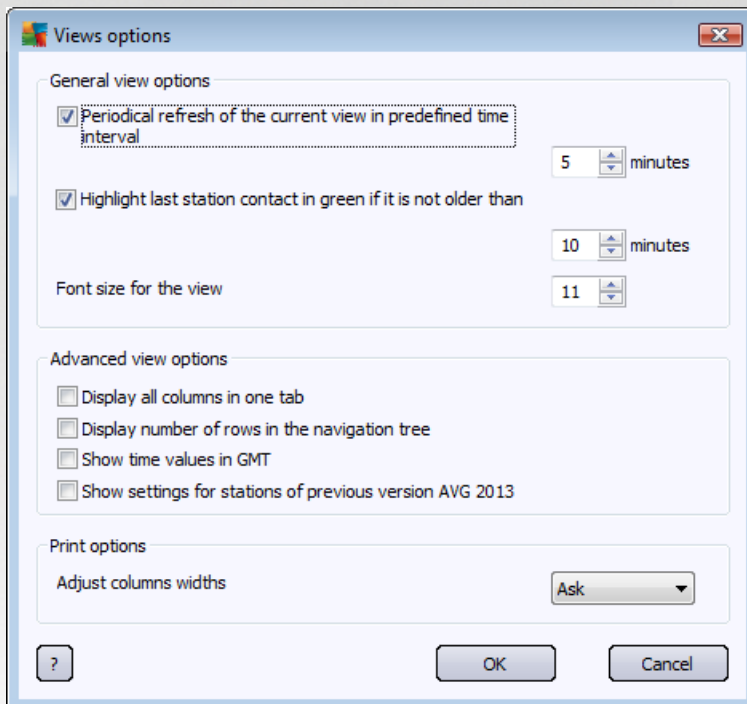 Views options
General view options
Periodical refresh of the current view in predefined time
interval
5 minutes
Highlight last station contact in green if it is not older than
10 minutes
Font size for the view 11
Advanced view options
Display all columns in one tab
Display number of rows in the navigation tree
Show time values in GMT
Show settings for stations of previous version AVG 2013
Print options
Adjust columns widths Ask
? OK Cancel